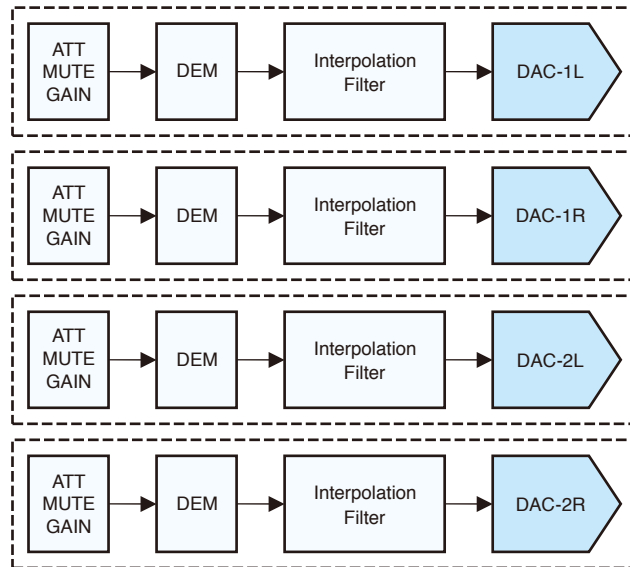 ATT
MUTE
GAIN
DEM
Interpolation
Filter
DAC-1L
ATT
MUTE
GAIN
DEM
Interpolation
Filter
DAC-1R
ATT
MUTE
GAIN
DEM
Interpolation
Filter
DAC-2L
ATT
MUTE
GAIN
DEM
Interpolation
Filter
DAC-2R